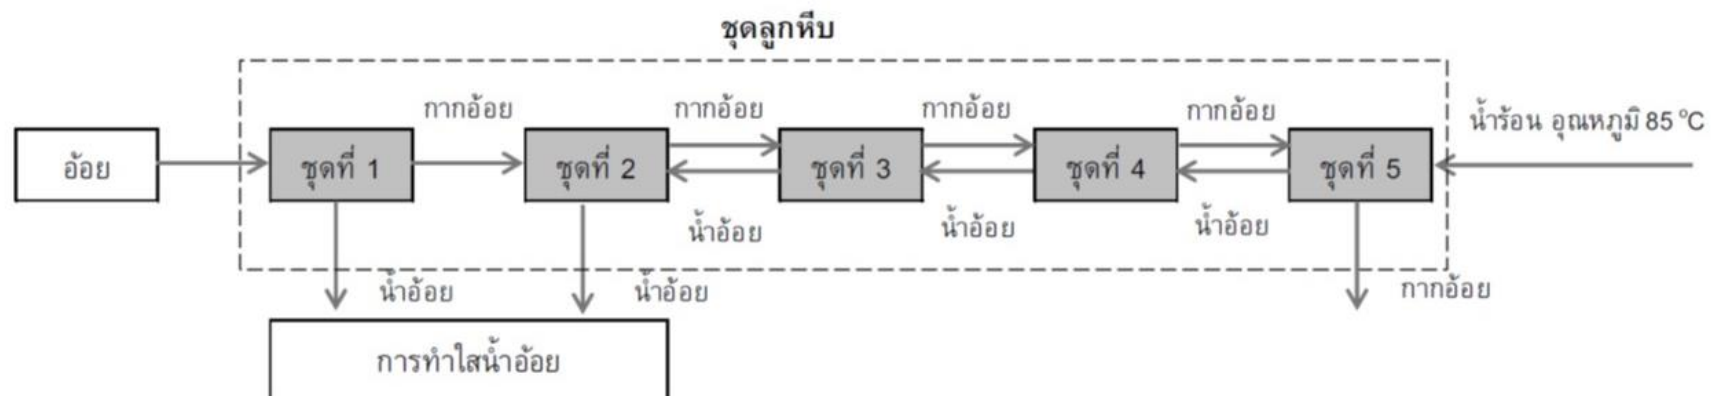 ชุดลูกหีบ
กากอ้อย
กากอ้อย
กากอ้อย
กากอ้อย
น้ำร้อน อุณหภูมิ 85 °C
อ้อย
ชุดที่ 1
ชุดที่ 2
ชุดที่ 3
ชุดที่ 4
ชุดที่ 5
น้ำอ้อย
น้ำอ้อย
น้ำอ้อย
น้ำอ้อย
น้ำอ้อย
กากอ้อย
การทำใสน้ำอ้อย